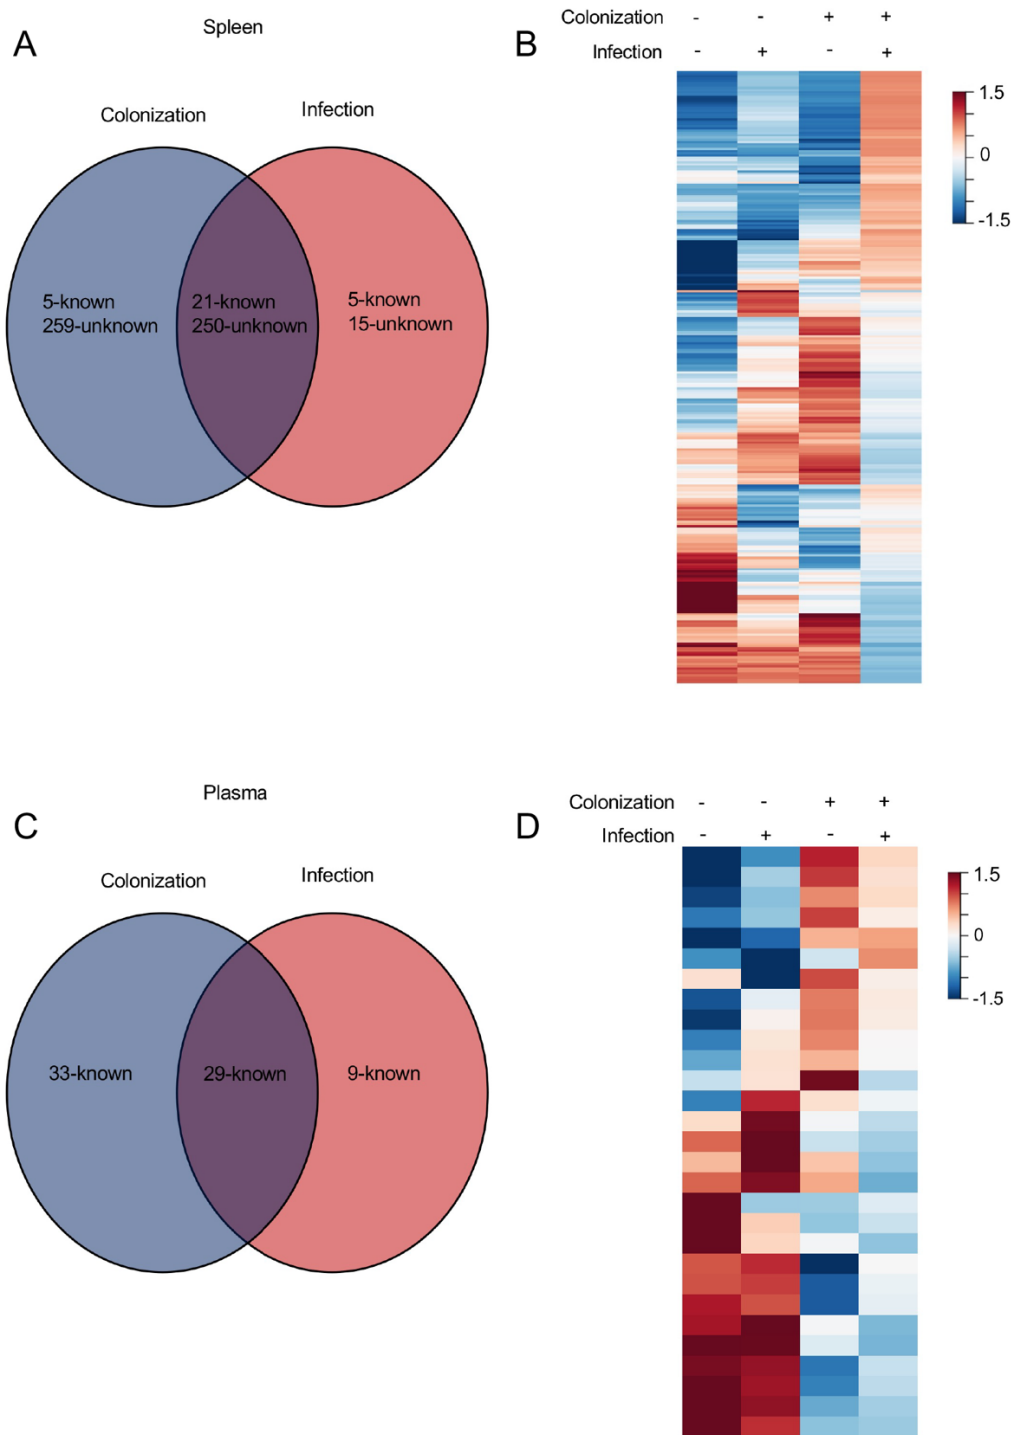 A
Spleen
Colonization
Infection
5-known
259-unknown
21-known
250-unknown
5-known
15-unknown
B
Colonization - - + +
Infection - + - +
1.5
0
-1.5
C
Plasma
Colonization
Infection
33-known
29-known
9-known
D
Colonization - - + +
Infection - + - +
1.5
0
-1.5